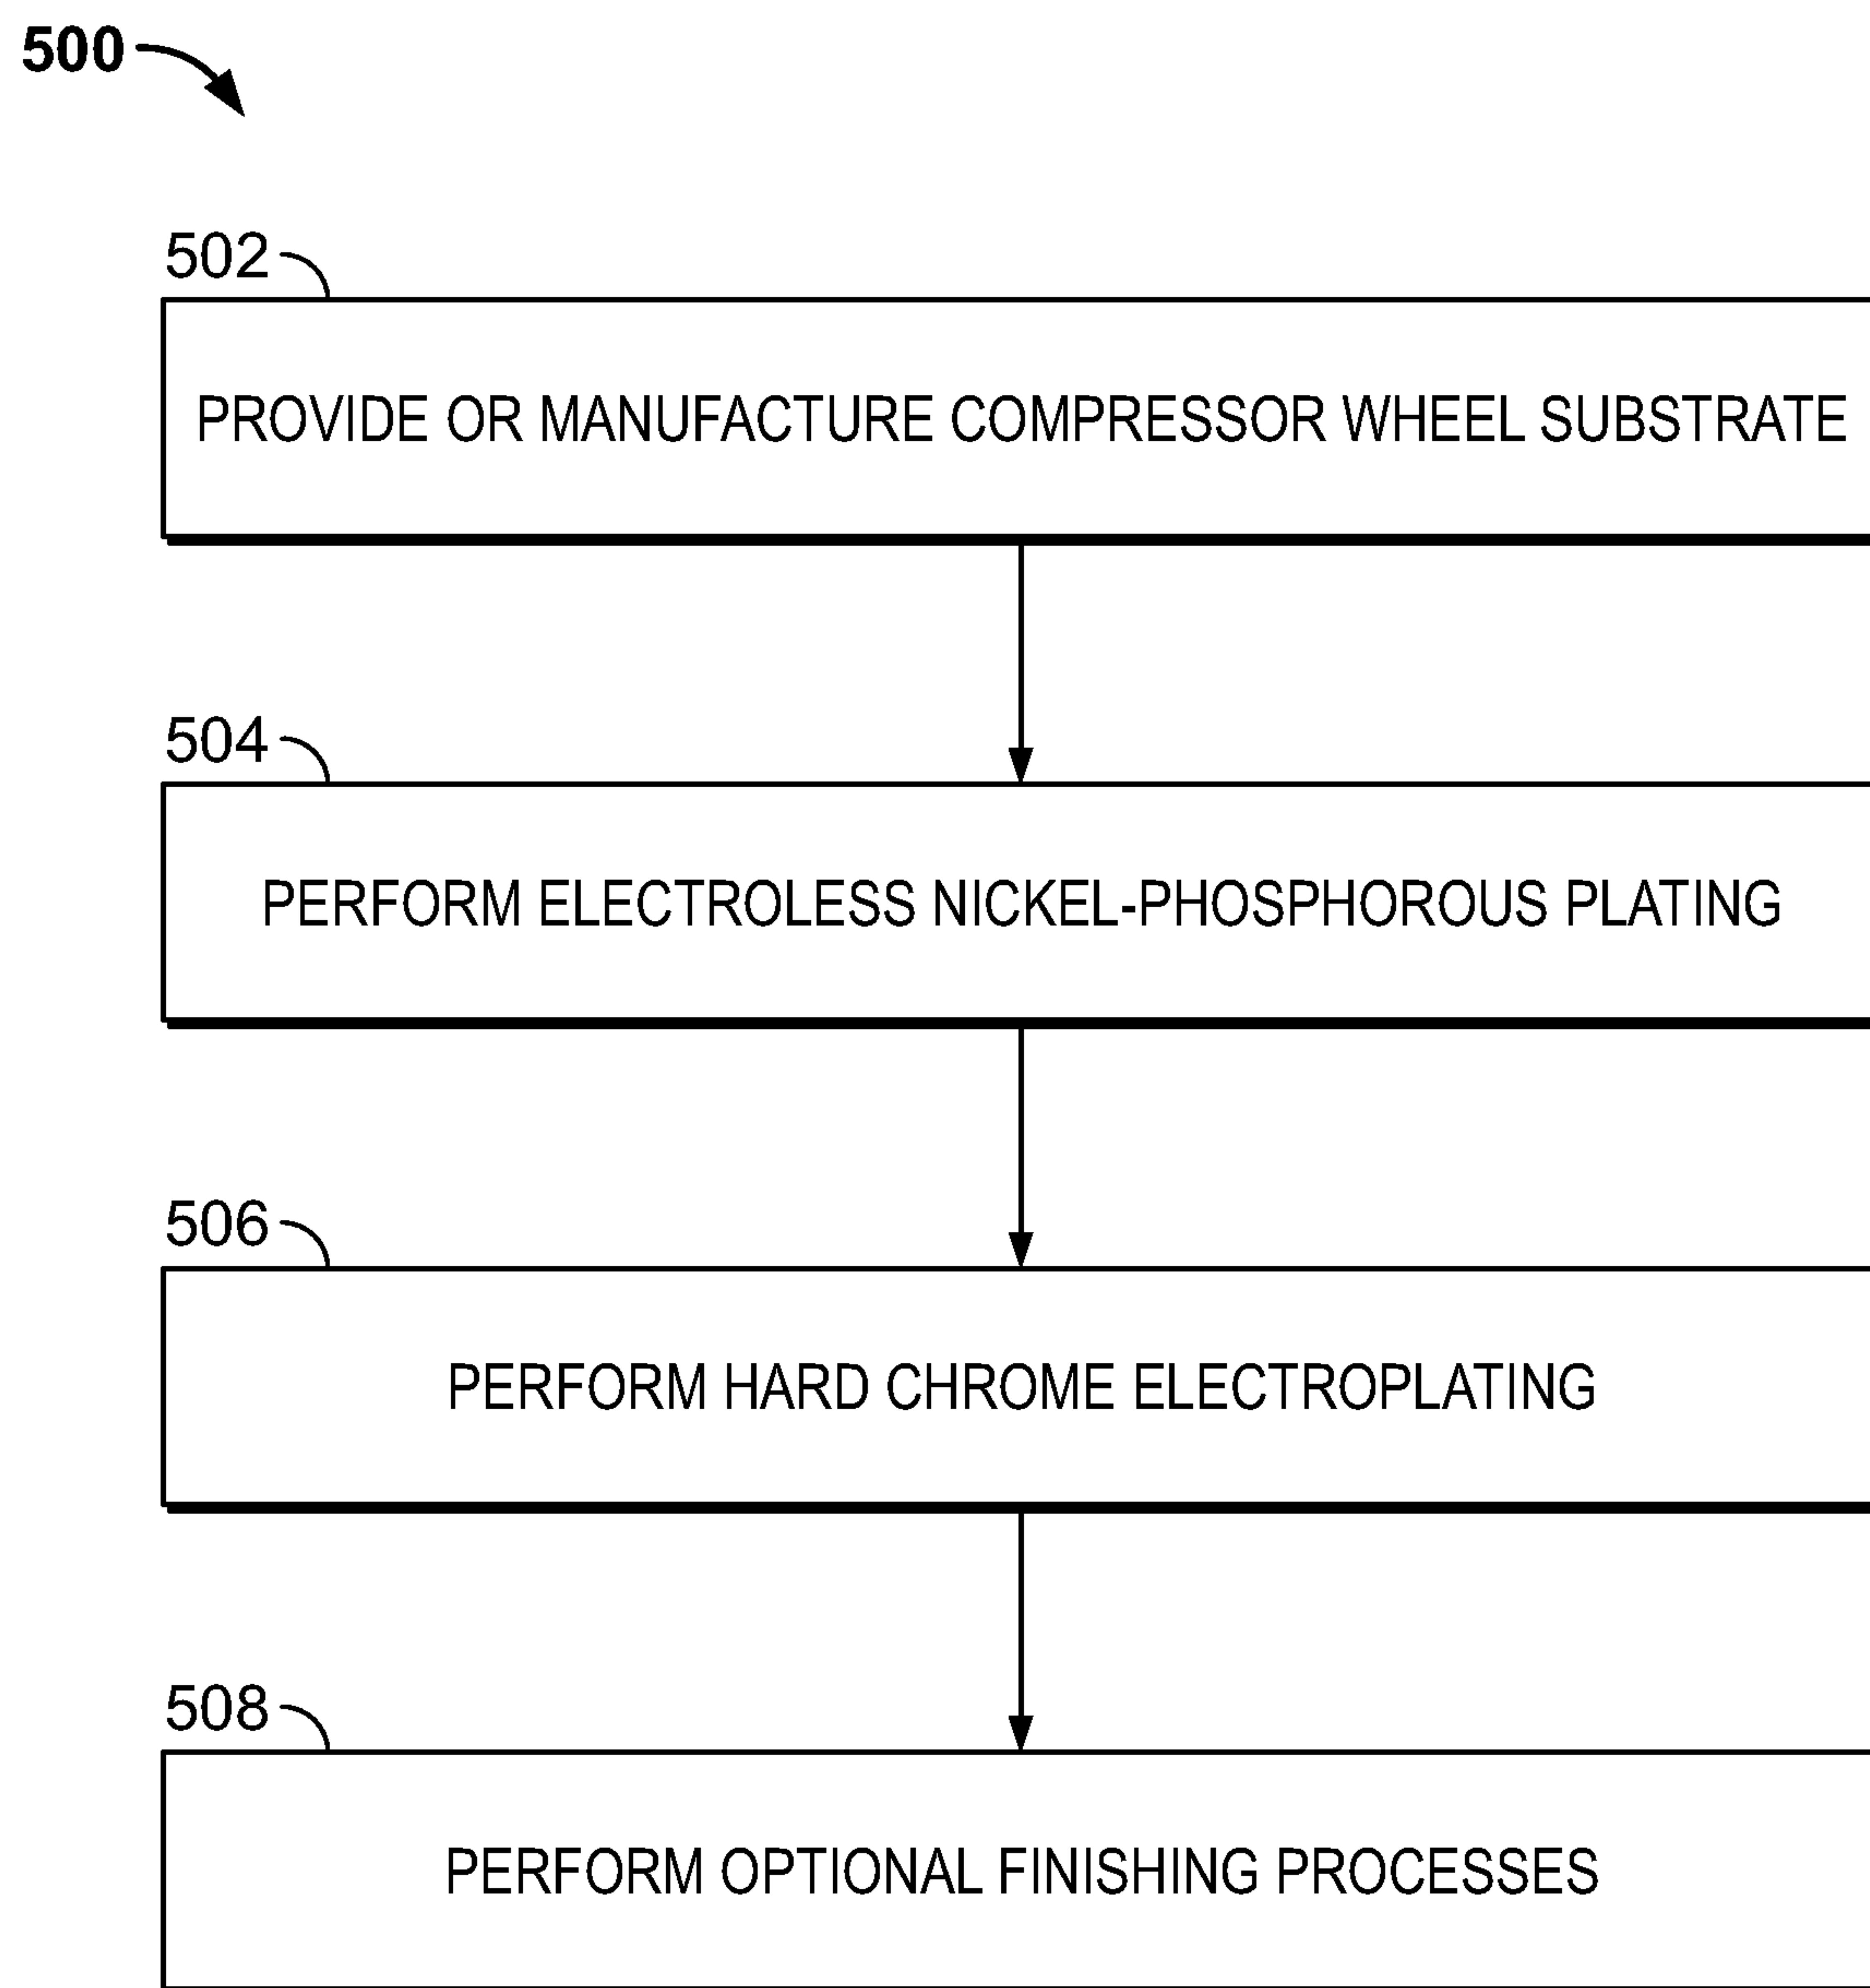 500
502
PROVIDE OR MANUFACTURE COMPRESSOR WHEEL SUBSTRATE
504
PERFORM ELECTROLESS NICKEL-PHOSPHOROUS PLATING
506
PERFORM HARD CHROME ELECTROPLATING
508
PERFORM OPTIONAL FINISHING PROCESSES